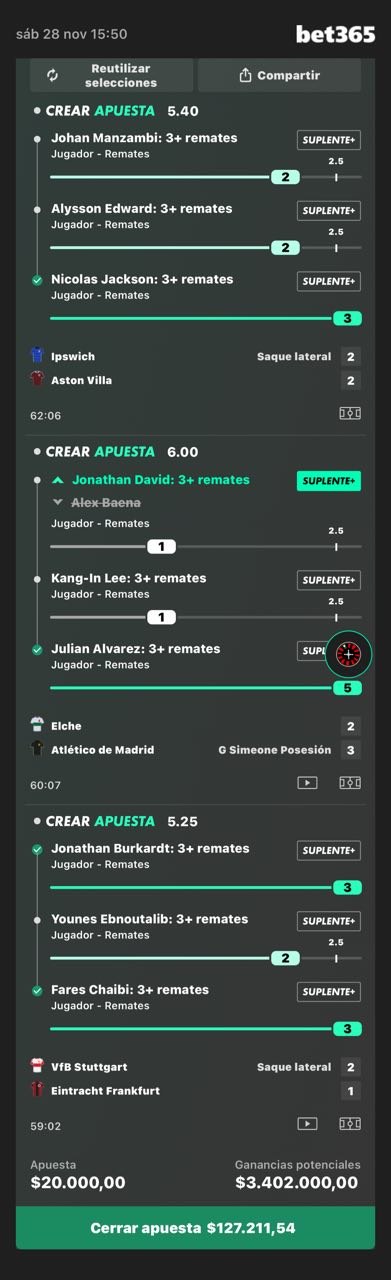 sáb 28 nov 15:50
bet365
Reutilizar
selecciones
Compartir
CREAR APUESTA 5.40
Johan Manzambi: 3+ remates
SUPLENTE+
Jugador - Remates
2.5
2
Alysson Edward: 3+ remates
SUPLENTE+
Jugador - Remates
2.5
2
Nicolas Jackson: 3+ remates
SUPLENTE+
Jugador - Remates
3
Ipswich Saque lateral 2
Aston Villa 2
62:06
CREAR APUESTA 6.00
Jonathan David: 3+ remates
SUPLENTE+
Alex Baena
Jugador - Remates
2.5
1
Kang-In Lee: 3+ remates
SUPLENTE+
Jugador - Remates
2.5
1
Julian Alvarez: 3+ remates
Jugador - Remates
5
Elche 2
Atlético de Madrid G Simeone Posesión 3
60:07
CREAR APUESTA 5.25
Jonathan Burkardt: 3+ remates
SUPLENTE+
Jugador - Remates
3
Younes Ebnoutalib: 3+ remates
SUPLENTE+
Jugador - Remates
2.5
2
Fares Chaibi: 3+ remates
SUPLENTE+
Jugador - Remates
3
VfB Stuttgart Saque lateral 2
Eintracht Frankfurt 1
59:02
Apuesta Ganancias potenciales
$20.000,00 $3.402.000,00
Cerrar apuesta $127.211,54